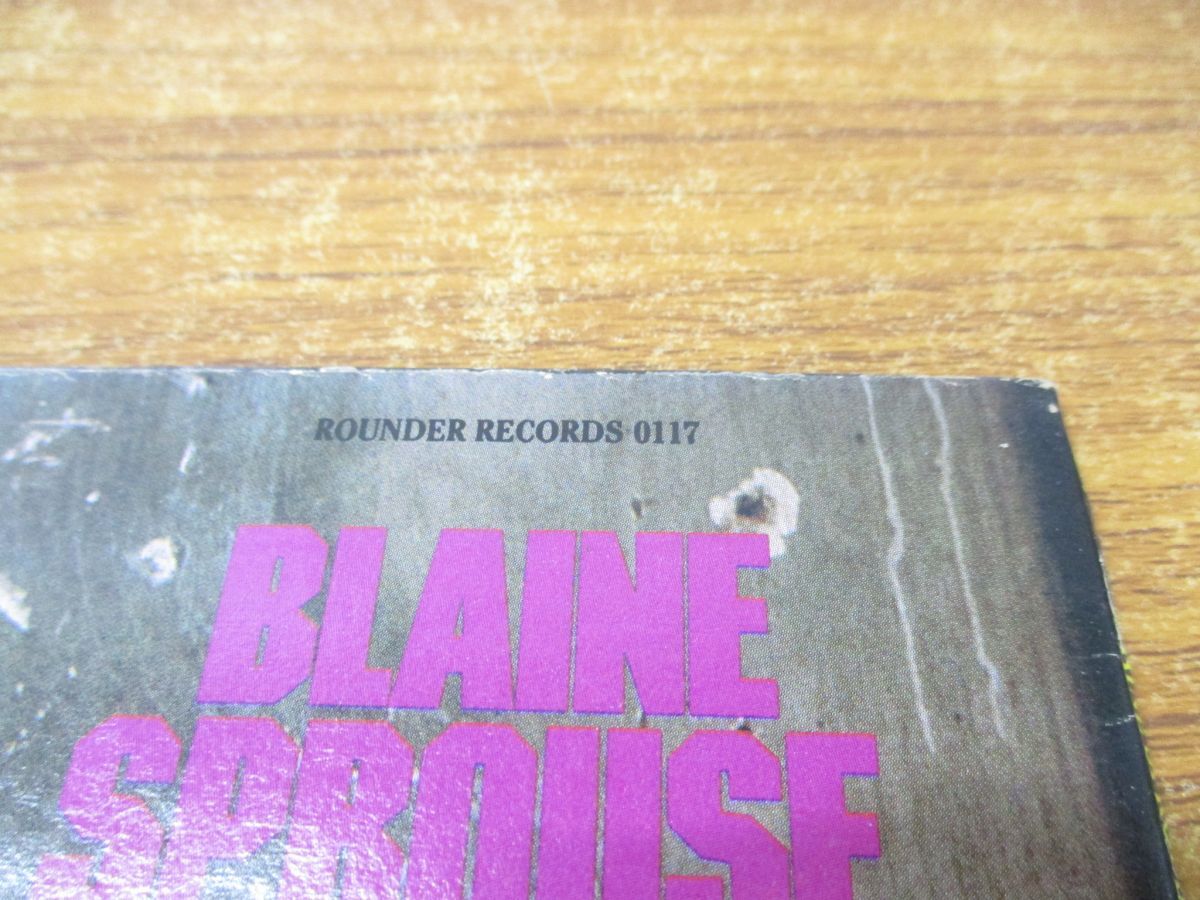 ROUNDER RECORDS 0117
BLAINE
SPROUSE